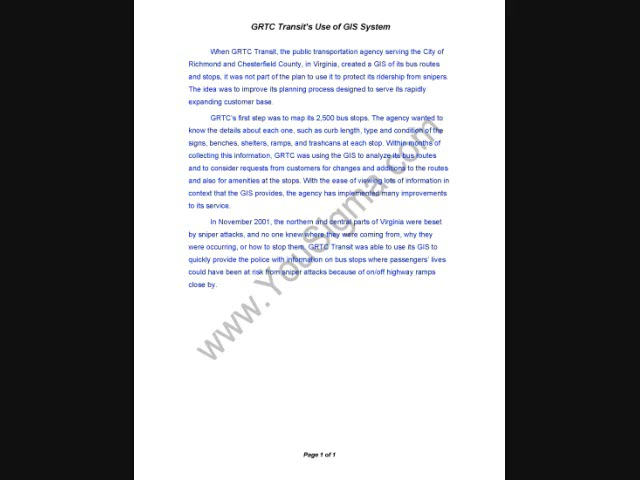 GRTC Transit's Use of GIS System
When GRTC Transit, the public transportation agency serving the City of
Richmond and Chesterfield County, in Virginia, created a GIS of its bus routes
and stops, it was not part of the plan to use it to protect its ridership from snipers.
The idea was to improve its planning process designed to serve its rapidly
expanding customer base.
GRTC's first step was to map its 2,500 bus stops. The agency wanted to
know the details about each one, such as curb length, type and condition of the
signs, benches, shelters, ramps, and trashcans at each stop. Within months of
collecting this information, GRTC was using the GIS to analyze its bus routes
and to consider requests from customers for changes and additions to the routes
and also for amenities at the stops. With the ease of viewing lots of information in
context that the GIS provides, the agency has implemented many improvements
to its service.
In November 2001, the northern and central parts of Virginia were beset
by sniper attacks, and no one knew where they were coming from, why they
were occurring, or how to stop them. GRTC Transit was able to use its GIS to
quickly provide the police with information on bus stops where passengers' lives
could have been at risk from sniper attacks because of on/off highway ramps
close by.
www.YouSigma.com
Page 1 of 1